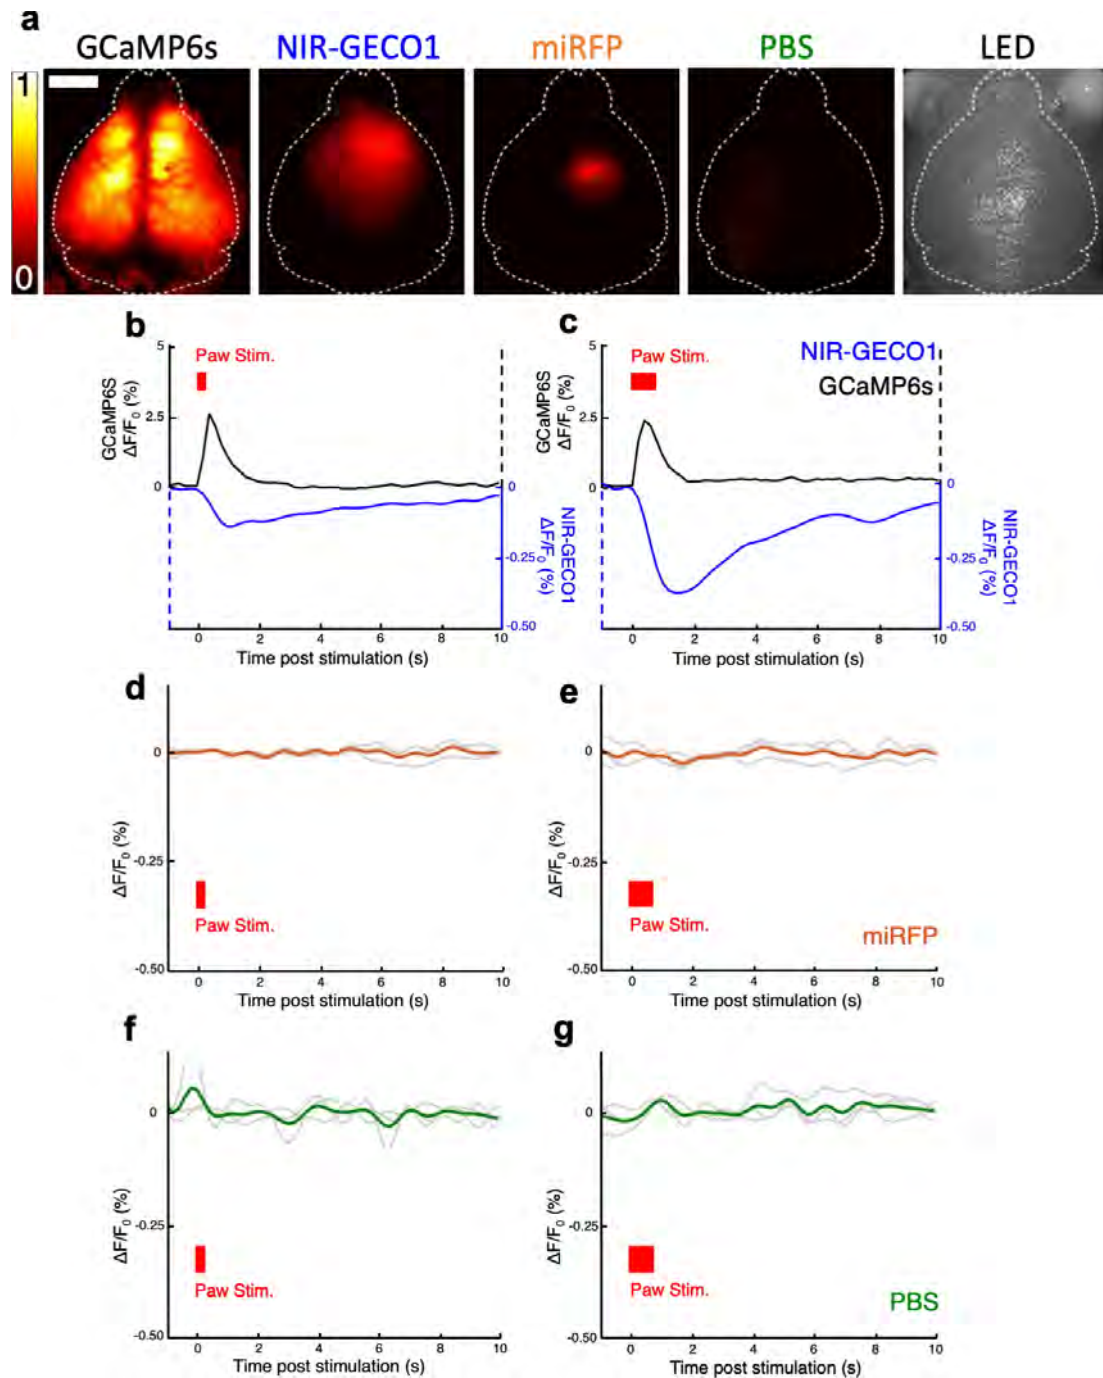 a
GCaMP6s NIR-GECO1 miRFP PBS LED
1
0
b
5
2.5
0
GCaMP6S
ΔF/F0 (%)
Paw Stim.
0
-0.25
-0.50
NIR-GECO1
ΔF/F0 (%)
0 2 4 6 8 10
Time post stimulation (s)
c
5
2.5
0
GCaMP6S
ΔF/F0 (%)
Paw Stim.
NIR-GECO1
GCaMP6s
0
-0.25
-0.50
NIR-GECO1
ΔF/F0 (%)
0 2 4 6 8 10
Time post stimulation (s)
d
0
-0.25
-0.50
ΔF/F0 (%)
Paw Stim.
0 2 4 6 8 10
Time post stimulation (s)
e
0
-0.25
-0.50
ΔF/F0 (%)
Paw Stim.
miRFP
0 2 4 6 8 10
Time post stimulation (s)
f
0
-0.25
-0.50
ΔF/F0 (%)
Paw Stim.
0 2 4 6 8 10
Time post stimulation (s)
g
0
-0.25
-0.50
ΔF/F0 (%)
Paw Stim.
PBS
0 2 4 6 8 10
Time post stimulation (s)